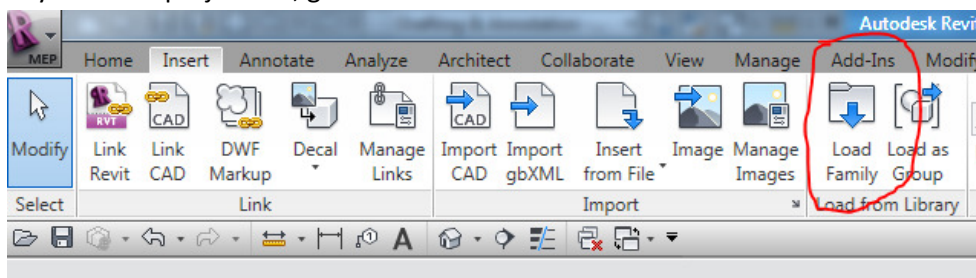 Autodesk Revi
MEP
Home Insert Annotate Analyze Architect Collaborate View Manage Add-Ins Modify
RVT CAD CAD
Modify Link Link DWF Decal Manage Import Import Insert Image Manage Load Load as
Revit CAD Markup Links CAD gbXML from File Images Family Group
Select Link Import Load from Library
A